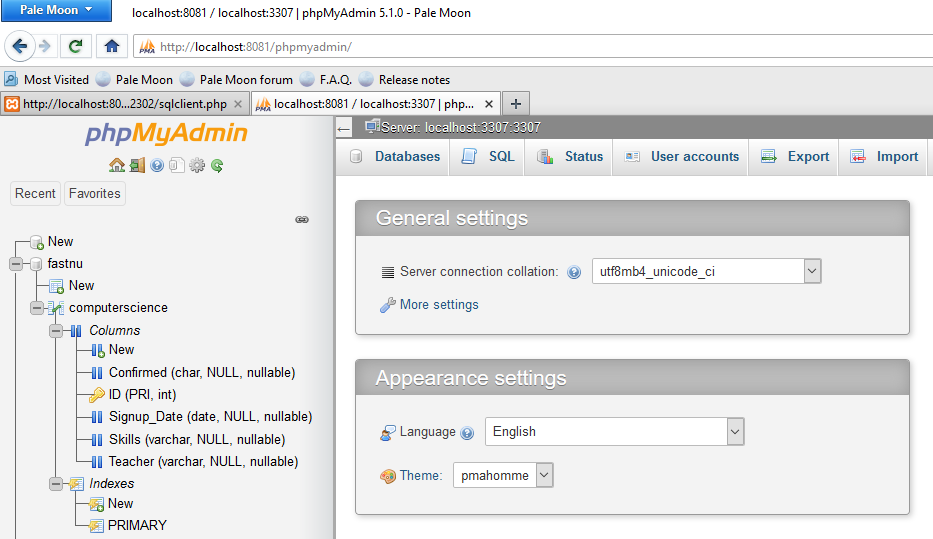 Pale Moon
localhost:8081 / localhost:3307 | phpMyAdmin 5.1.0 - Pale Moon
http://localhost:8081/phpmyadmin/
Most Visited Pale Moon Pale Moon forum F.A.Q. Release notes
http://localhost:80...2302/sqlclient.php localhost:8081 / localhost:3307 | php...
phpMyAdmin
Recent Favorites
New
fastnu
New
computerscience
Columns
New
Confirmed (char, NULL, nullable)
ID (PRI, int)
Signup_Date (date, NULL, nullable)
Skills (varchar, NULL, nullable)
Teacher (varchar, NULL, nullable)
Indexes
New
PRIMARY
Server: localhost:3307:3307
Databases SQL Status User accounts Export Import
General settings
Server connection collation: utf8mb4_unicode_ci
More settings
Appearance settings
Language English
Theme: pmahomme